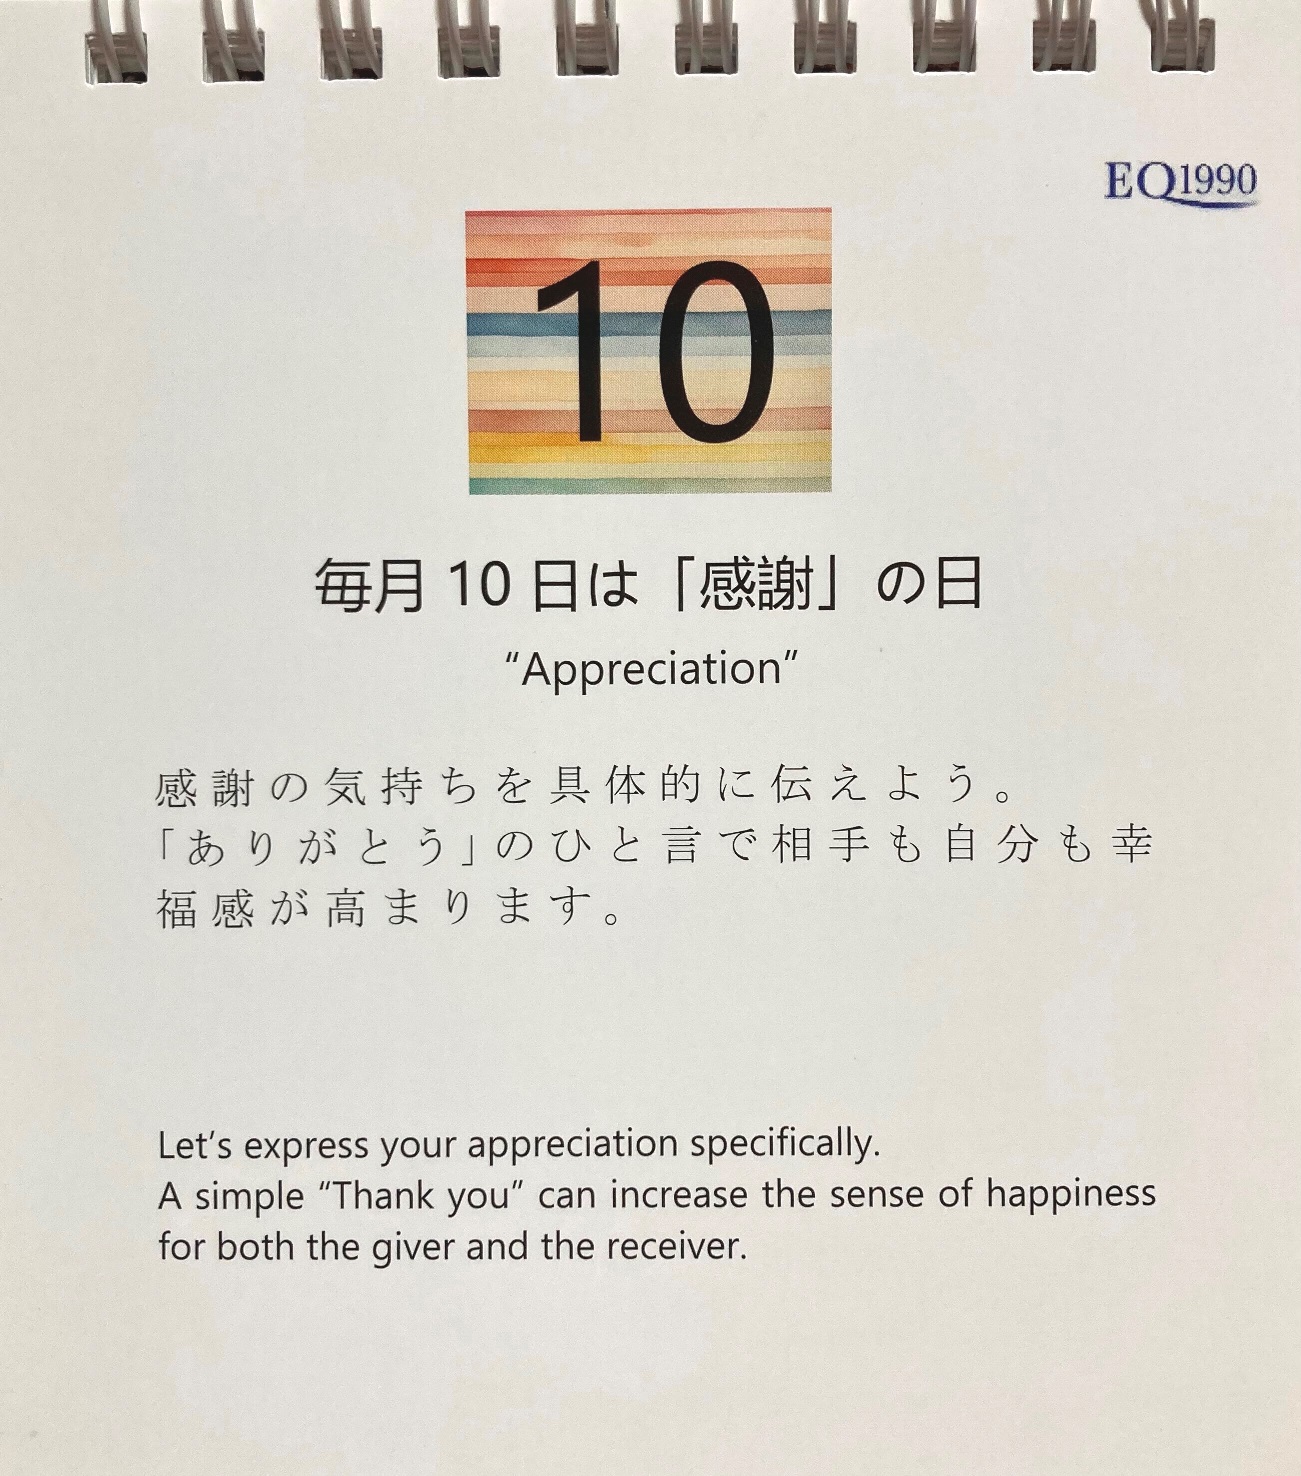 EQ1990
10
毎月 10 日は「感謝」の日
“Appreciation”
感謝の気持ちを具体的に伝えよう。
「ありがとう」のひと言で相手も自分も幸
福感が高まります。
Let’s express your appreciation specifically.
A simple “Thank you” can increase the sense of happiness
for both the giver and the receiver.